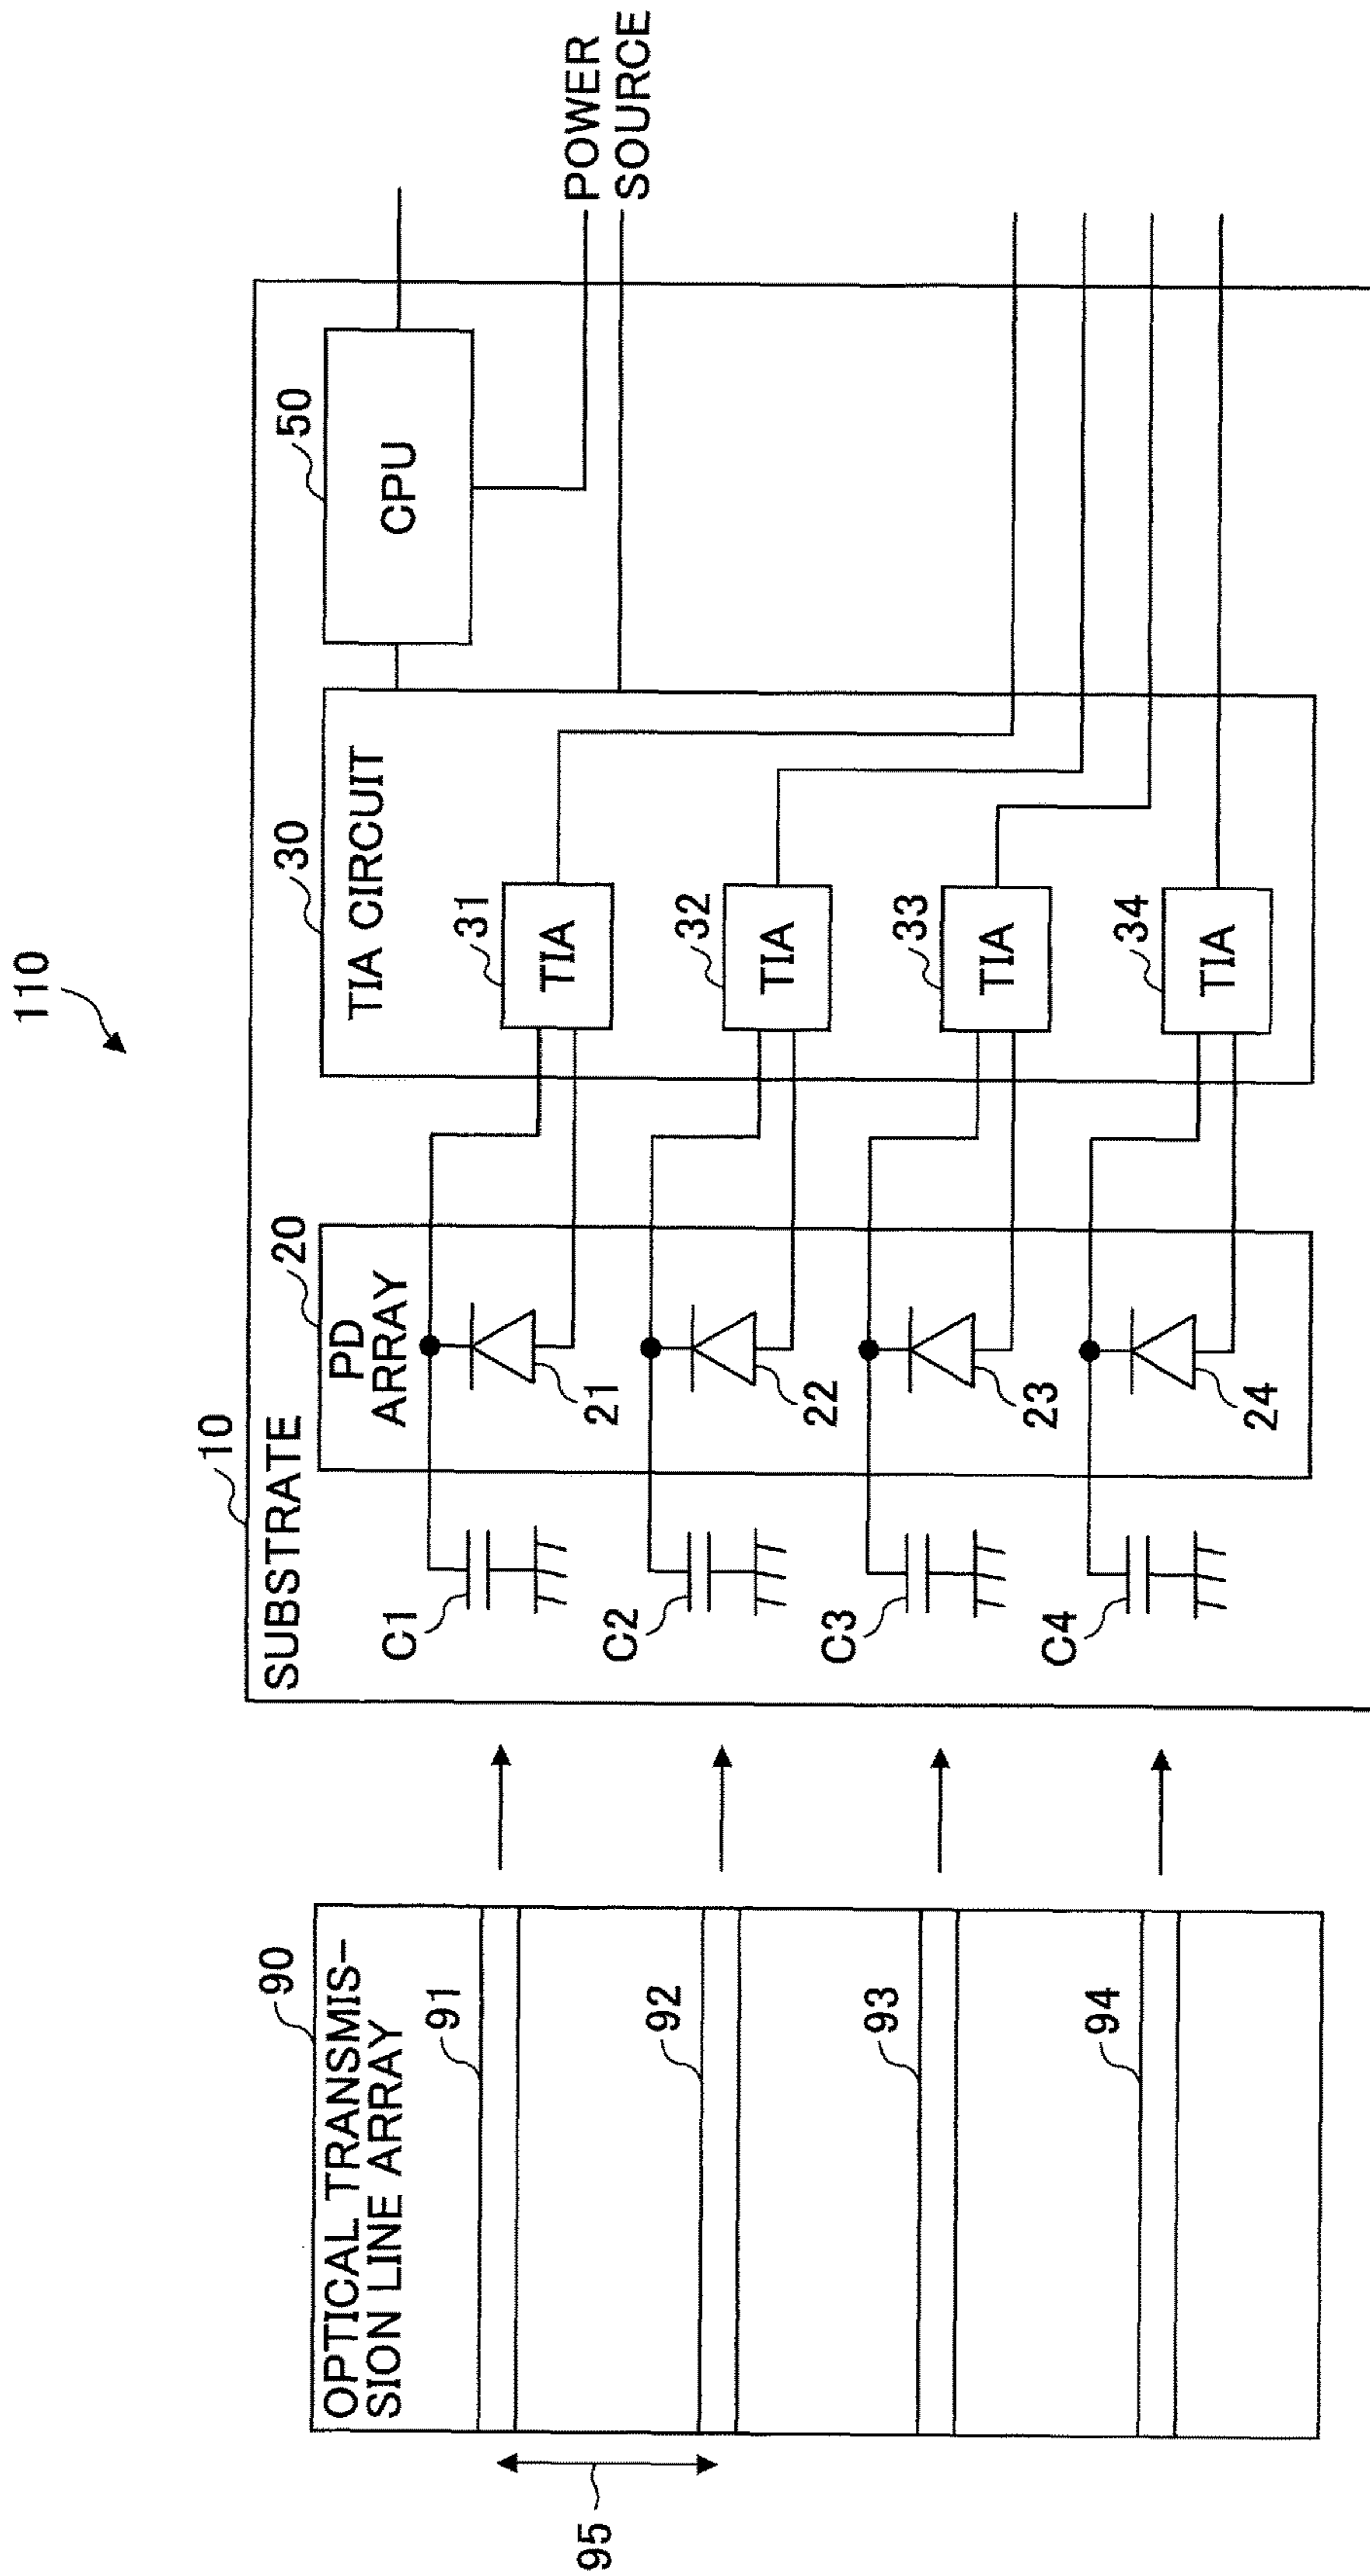 110
10
SUBSTRATE
90
OPTICAL TRANSMIS-
SION LINE ARRAY
91
92
93
94
95
C1
C2
C3
C4
20
PD
ARRAY
21
22
23
24
30
TIA CIRCUIT
31
TIA
32
TIA
33
TIA
34
TIA
50
CPU
POWER
SOURCE